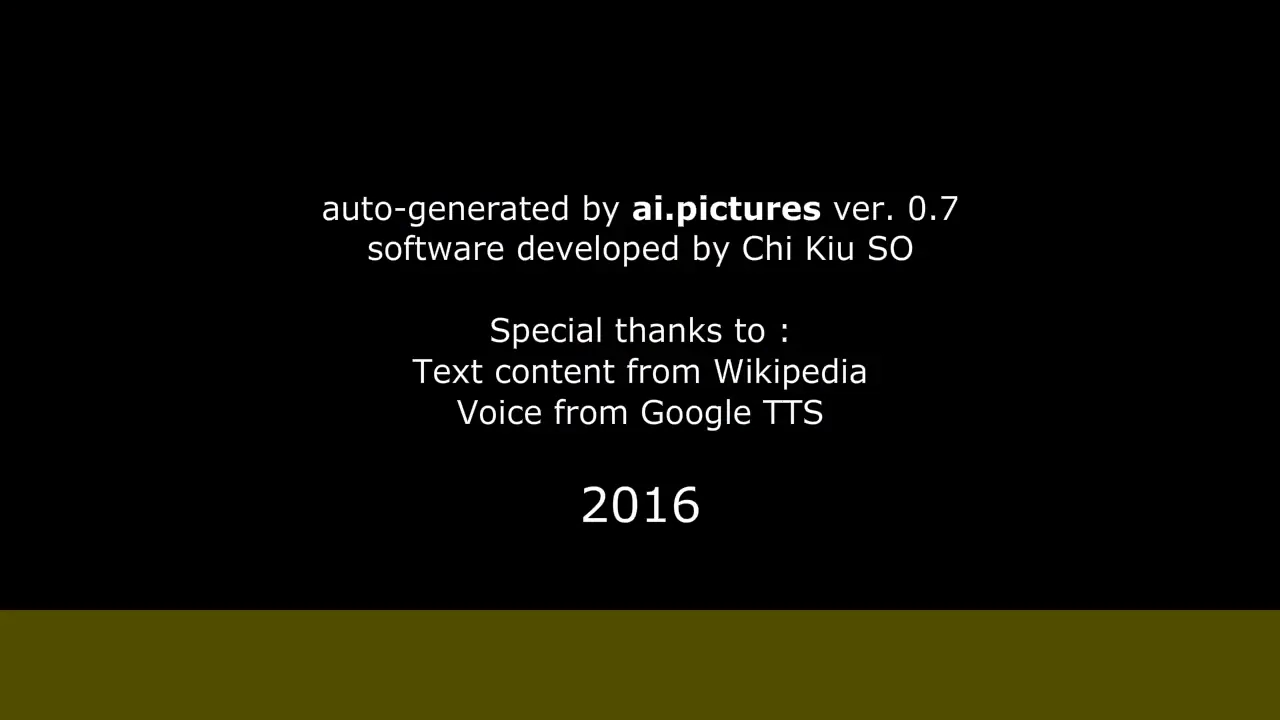 auto-generated by ai.pictures ver. 0.7
software developed by Chi Kiu SO
Special thanks to :
Text content from Wikipedia
Voice from Google TTS
2016